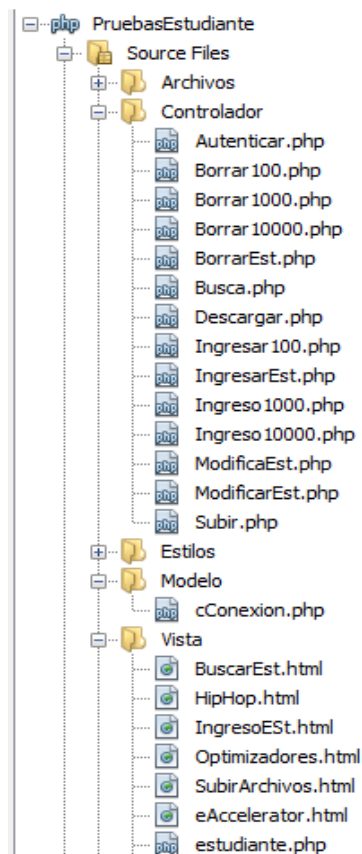 PruebasEstudiante
Source Files
Archivos
Controlador
Autenticar.php
Borrar100.php
Borrar1000.php
Borrar10000.php
BorrarEst.php
Busca.php
Descargar.php
Ingresar100.php
IngresarEst.php
Ingreso1000.php
Ingreso10000.php
ModificaEst.php
ModificarEst.php
Subir.php
Estilos
Modelo
cConexion.php
Vista
BuscarEst.html
HipHop.html
IngresoESt.html
Optimizadores.html
SubirArchivos.html
eAccelerator.html
estudiante.php